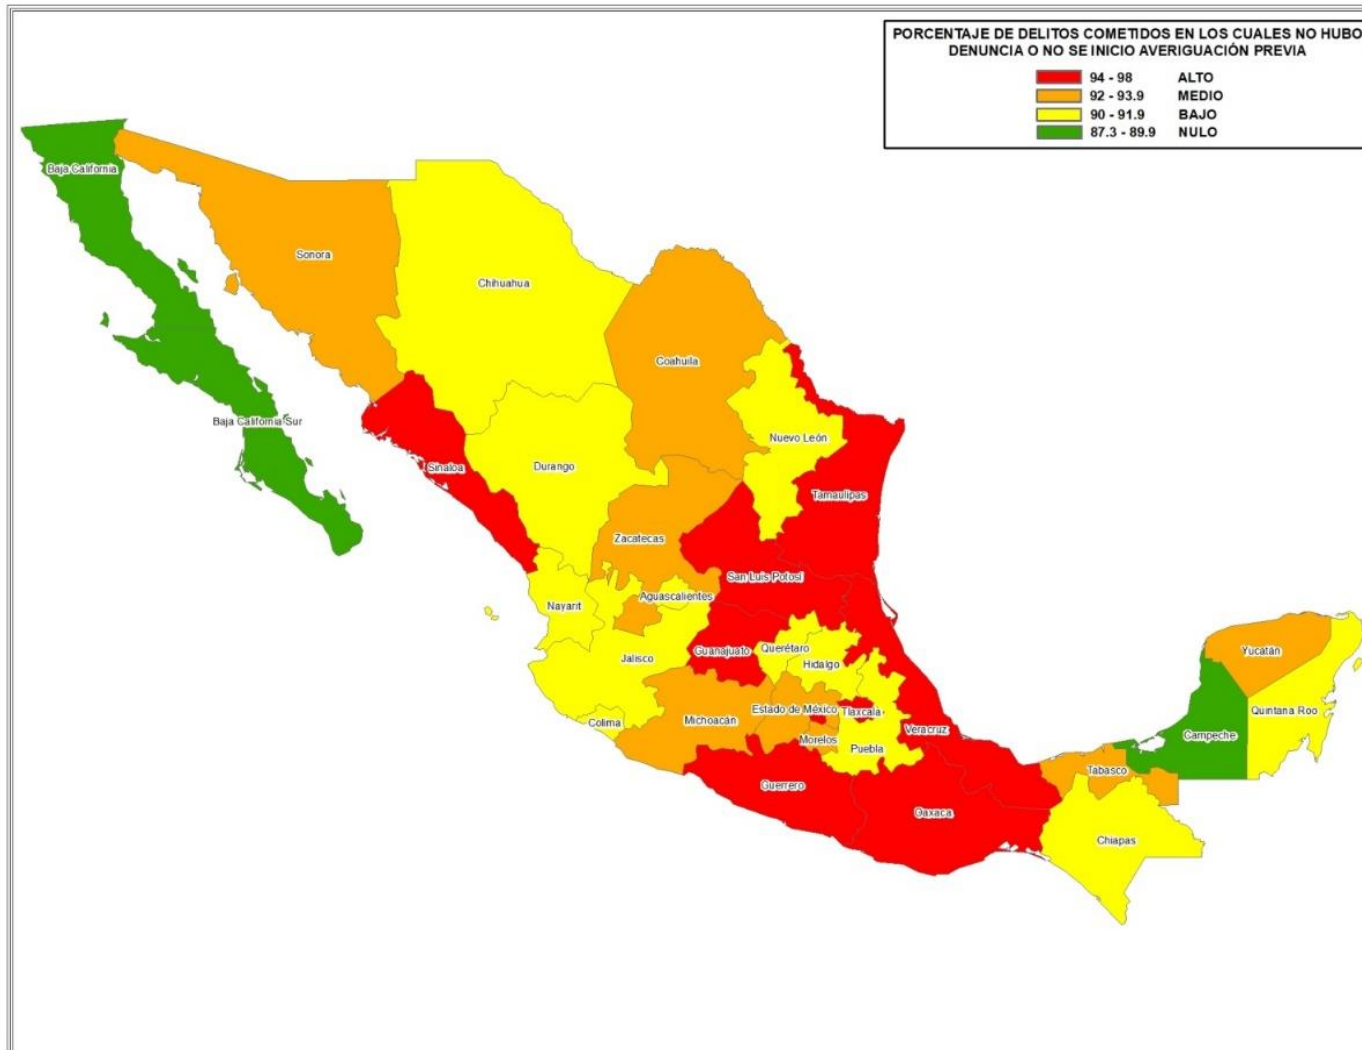 PORCENTAJE DE DELITOS COMETIDOS EN LOS CUALES NO HUBO
DENUNCIA O NO SE INICIO AVERIGUACIÓN PREVIA
94 - 98 ALTO
92 - 93.9 MEDIO
90 - 91.9 BAJO
87.3 - 89.9 NULO
Baja California
Sonora
Chihuahua
Coahuila
Baja California Sur
Nuevo León
Sinaloa
Durango
Tamaulipas
Zacatecas
San Luis Potosí
Aguascalientes
Nayarit
Guanajuato
Querétaro
Jalisco
Hidalgo
Yucatán
Estado de México
Tlaxcala
Quintana Roo
Colima
Michoacán
Veracruz
Campeche
Morelos
Puebla
Tabasco
Guerrero
Oaxaca
Chiapas